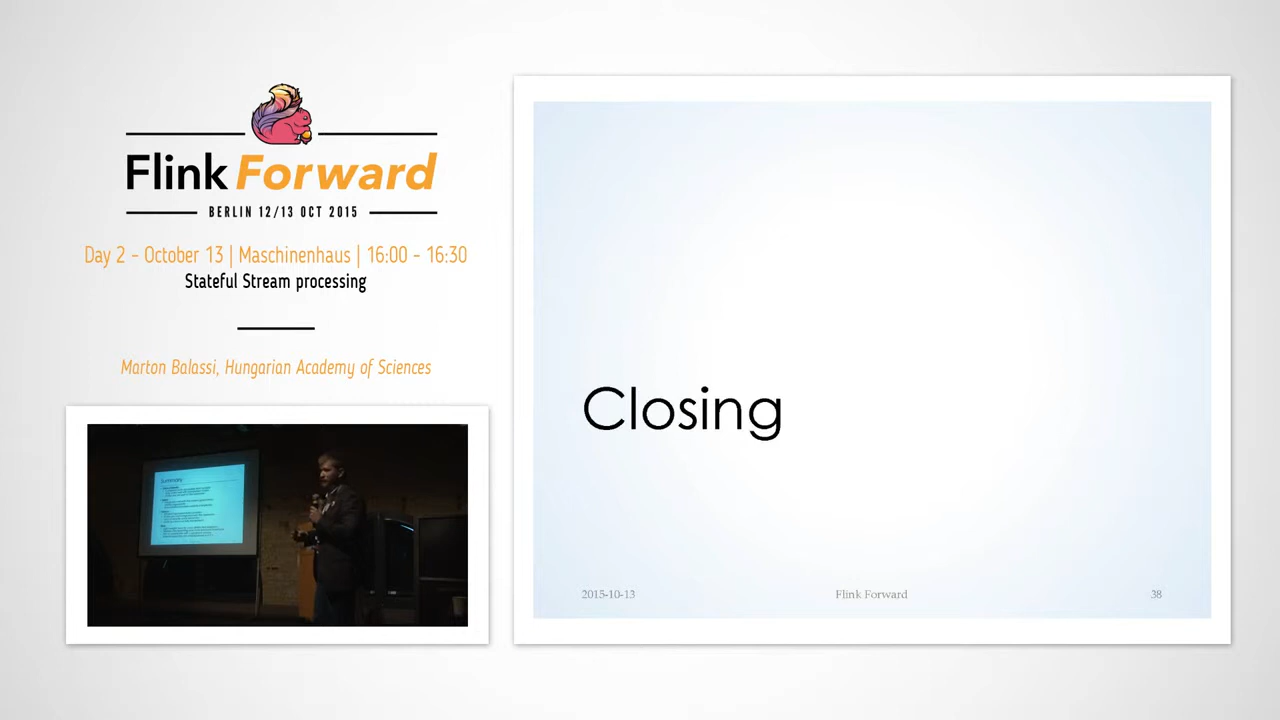 Flink Forward
BERLIN 12/13 OCT 2015
Day 2 - October 13 | Maschinenhaus | 16:00 - 16:30
Stateful Stream processing
Marton Balassi, Hungarian Academy of Sciences
Summary
Closing
2015-10-13
Flink Forward
38